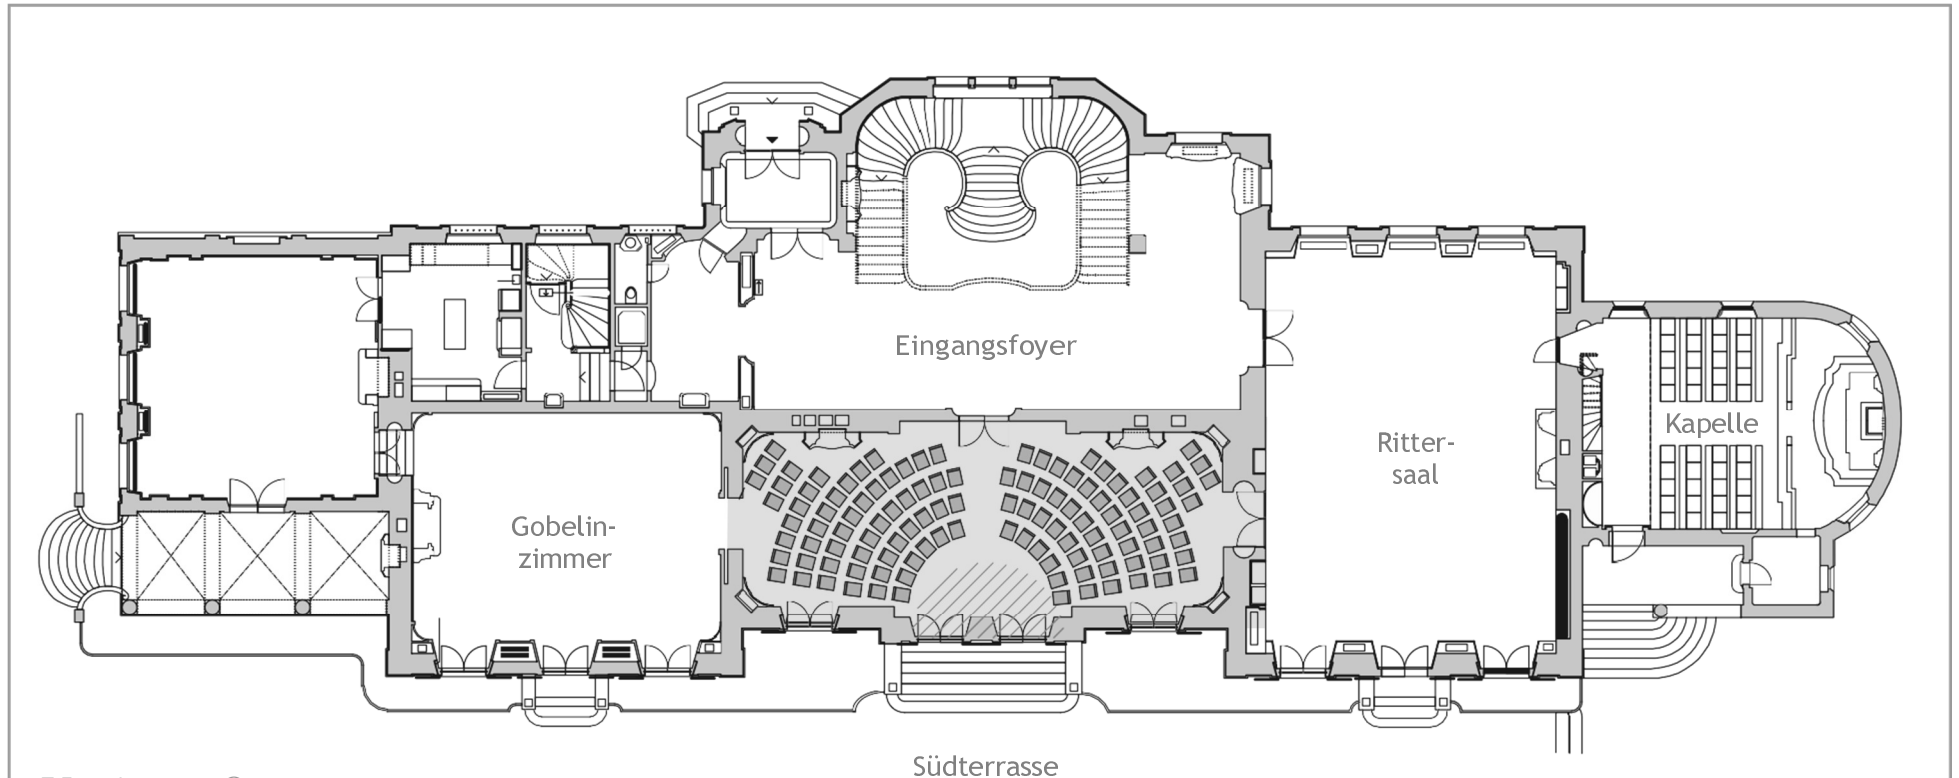 Eingangsfoyer
Kapelle
Ritter-
saal
Gobelin-
zimmer
Südterrasse